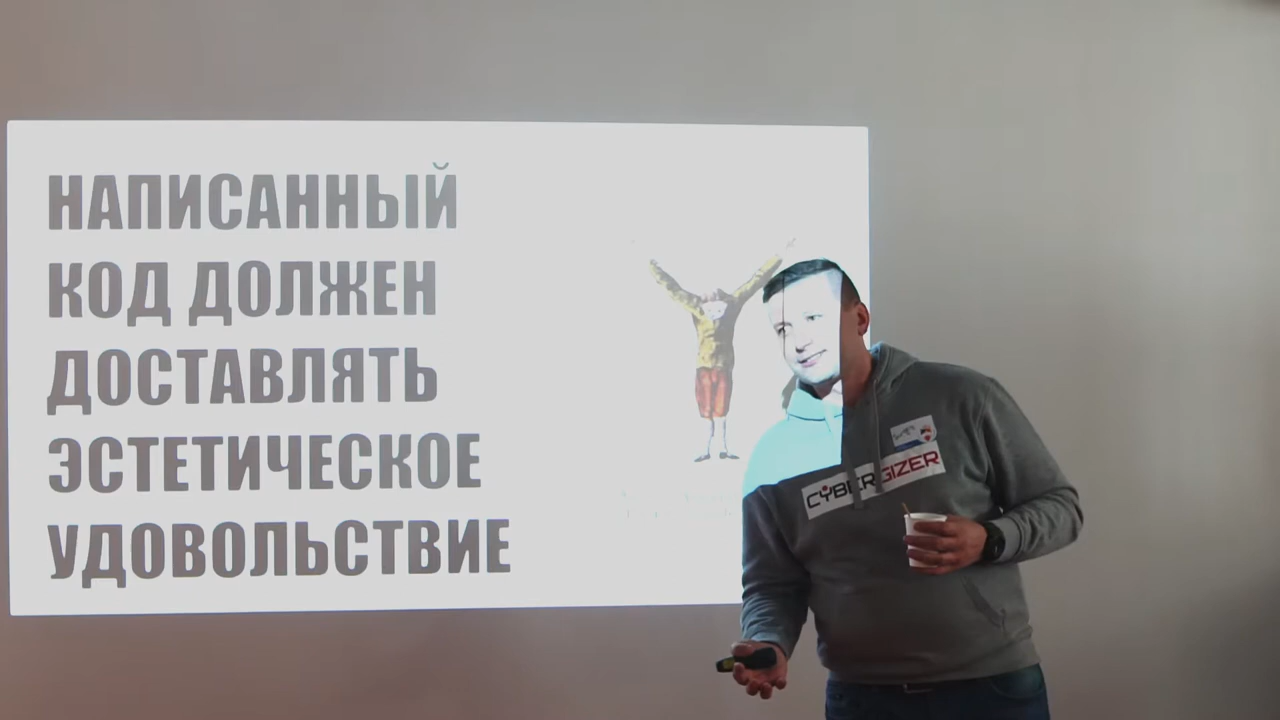 НАПИСАННЫЙ
КОД ДОЛЖЕН
ДОСТАВЛЯТЬ
ЭСТЕТИЧЕСКОЕ
УДОВОЛЬСТВИЕ
CYBERGIZER